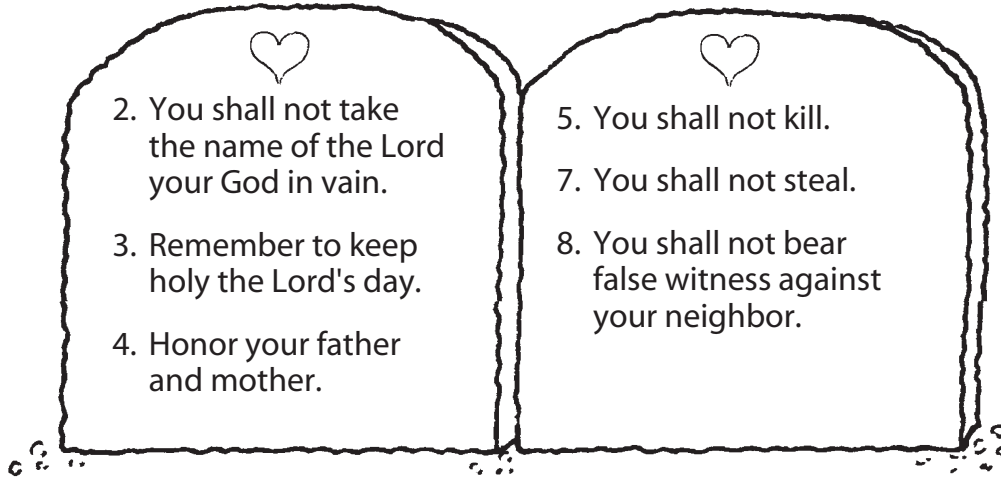 2. You shall not take
the name of the Lord
your God in vain.
3. Remember to keep
holy the Lord's day.
4. Honor your father
and mother.
5. You shall not kill.
7. You shall not steal.
8. You shall not bear
false witness against
your neighbor.